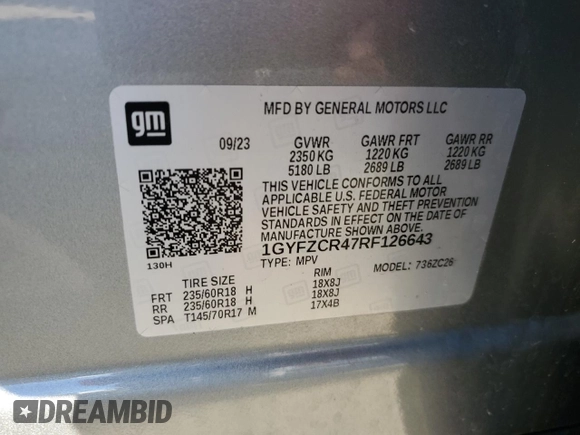 gm
MFD BY GENERAL MOTORS LLC
09/23 GVWR GAWR FRT GAWR RR
2350 KG 1220 KG 1220 KG
5180 LB 2689 LB 2689 LB
THIS VEHICLE CONFORMS TO ALL
APPLICABLE U.S. FEDERAL MOTOR
VEHICLE SAFETY AND THEFT PREVENTION
STANDARDS IN EFFECT ON THE DATE OF
MANUFACTURE SHOWN ABOVE.
1GYFZCR47RF126643
130H
TYPE: MPV MODEL: 736ZC26
TIRE SIZE RIM
FRT 235/60R18 H 18X8J
RR 235/60R18 H 18X8J
SPA T145/70R17 M 17X4B
DREAMBID